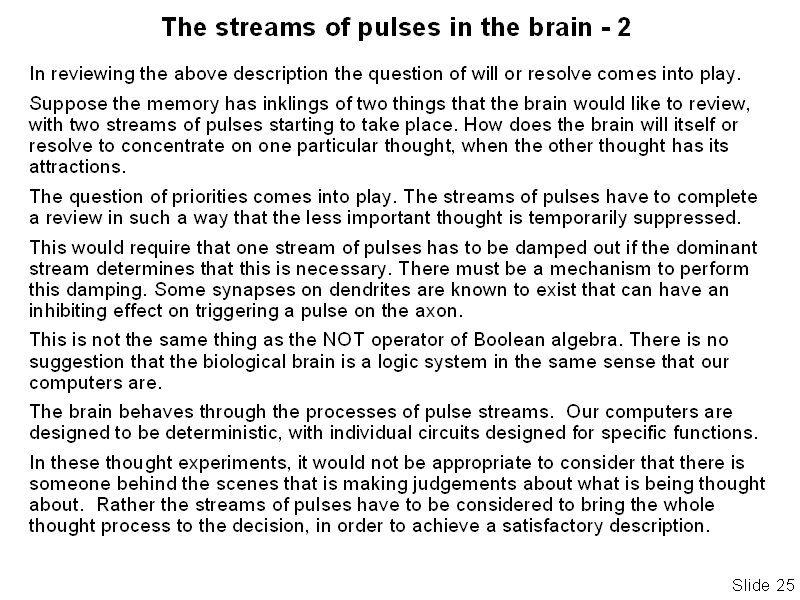 The streams of pulses in the brain - 2
In reviewing the above description the question of will or resolve comes into play.
Suppose the memory has inklings of two things that the brain would like to review,
with two streams of pulses starting to take place. How does the brain will itself or
resolve to concentrate on one particular thought, when the other thought has its
attractions.
The question of priorities comes into play. The streams of pulses have to complete
a review in such a way that the less important thought is temporarily suppressed.
This would require that one stream of pulses has to be damped out if the dominant
stream determines that this is necessary. There must be a mechanism to perform
this damping. Some synapses on dendrites are known to exist that can have an
inhibiting effect on triggering a pulse on the axon.
This is not the same thing as the NOT operator of Boolean algebra. There is no
suggestion that the biological brain is a logic system in the same sense that our
computers are.
The brain behaves through the processes of pulse streams.  Our computers are
designed to be deterministic, with individual circuits designed for specific functions.
In these thought experiments, it would not be appropriate to consider that there is
someone behind the scenes that is making judgements about what is being thought
about.  Rather the streams of pulses have to be considered to bring the whole
thought process to the decision, in order to achieve a satisfactory description.
Slide 25